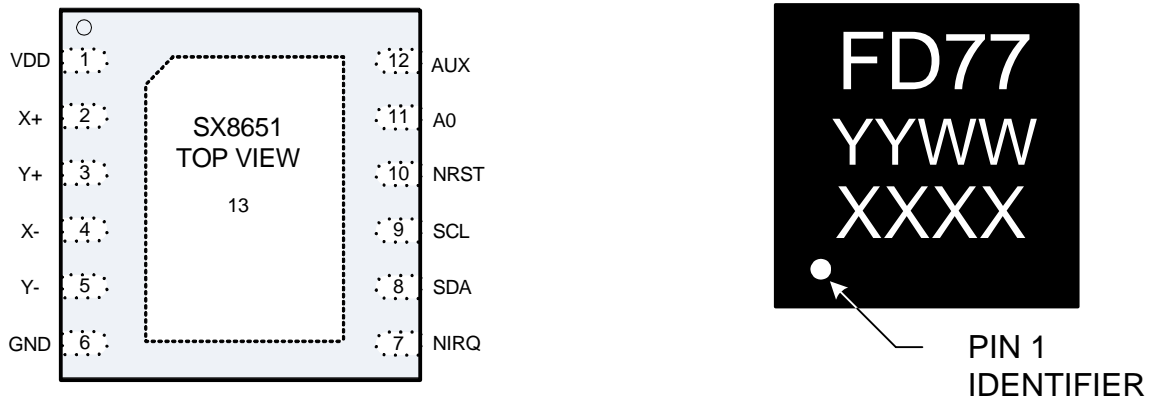 VDD 1
X+ 2
Y+ 3
X- 4
Y- 5
GND 6
SX8651
TOP VIEW
13
12 AUX
11 A0
10 NRST
9 SCL
8 SDA
7 NIRQ
FD77
YYWW
XXXX
PIN 1
IDENTIFIER